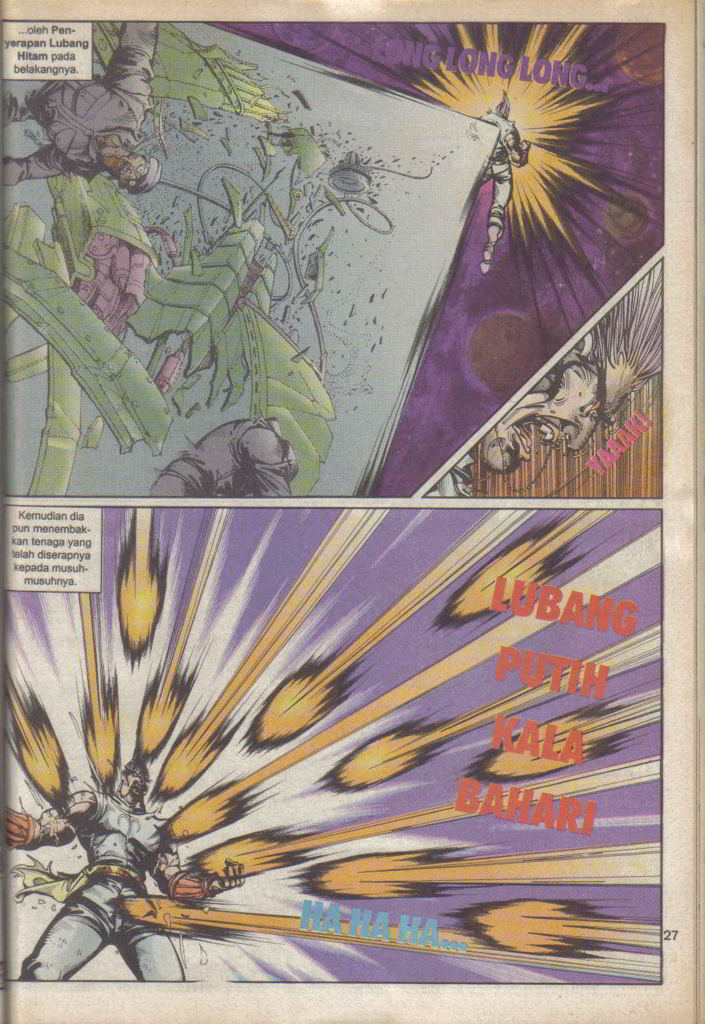 ...oleh Pen-
yerapan Lubang
Hitam pada
belakangnya.
LONG LONG LONG...
YAAAK!
Kemudian dia
pun menembak-
kan tenaga yang
telah diserapnya
kepada musuh-
musuhnya.
LUBANG
PUTIH
KALA
BAHARI
HA HA HA...
27